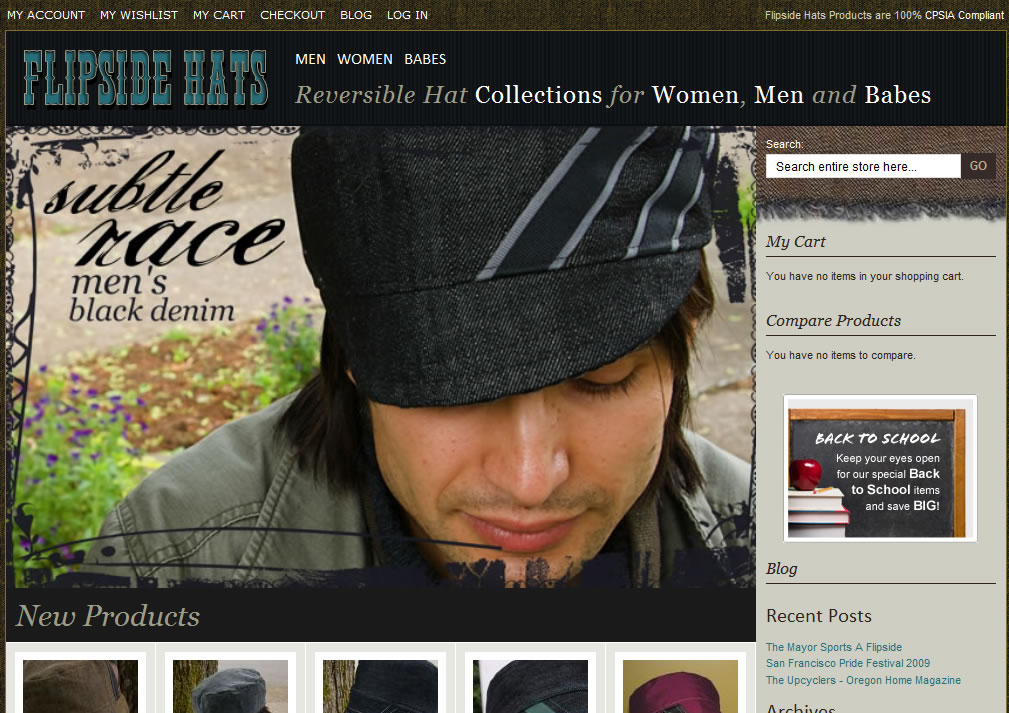 MY ACCOUNT MY WISHLIST MY CART CHECKOUT BLOG LOG IN
Flipside Hats Products are 100% CPSIA Compliant
FLIPSIDE HATS
MEN WOMEN BABES
Reversible Hat Collections for Women, Men and Babes
subtle
race
men's
black denim
Search:
Search entire store here...
GO
My Cart
You have no items in your shopping cart.
Compare Products
You have no items to compare.
BACK TO SCHOOL
Keep your eyes open
for our special Back
to School items
and save BIG!
New Products
Blog
Recent Posts
The Mayor Sports A Flipside
San Francisco Pride Festival 2009
The Upcyclers - Oregon Home Magazine
Archives